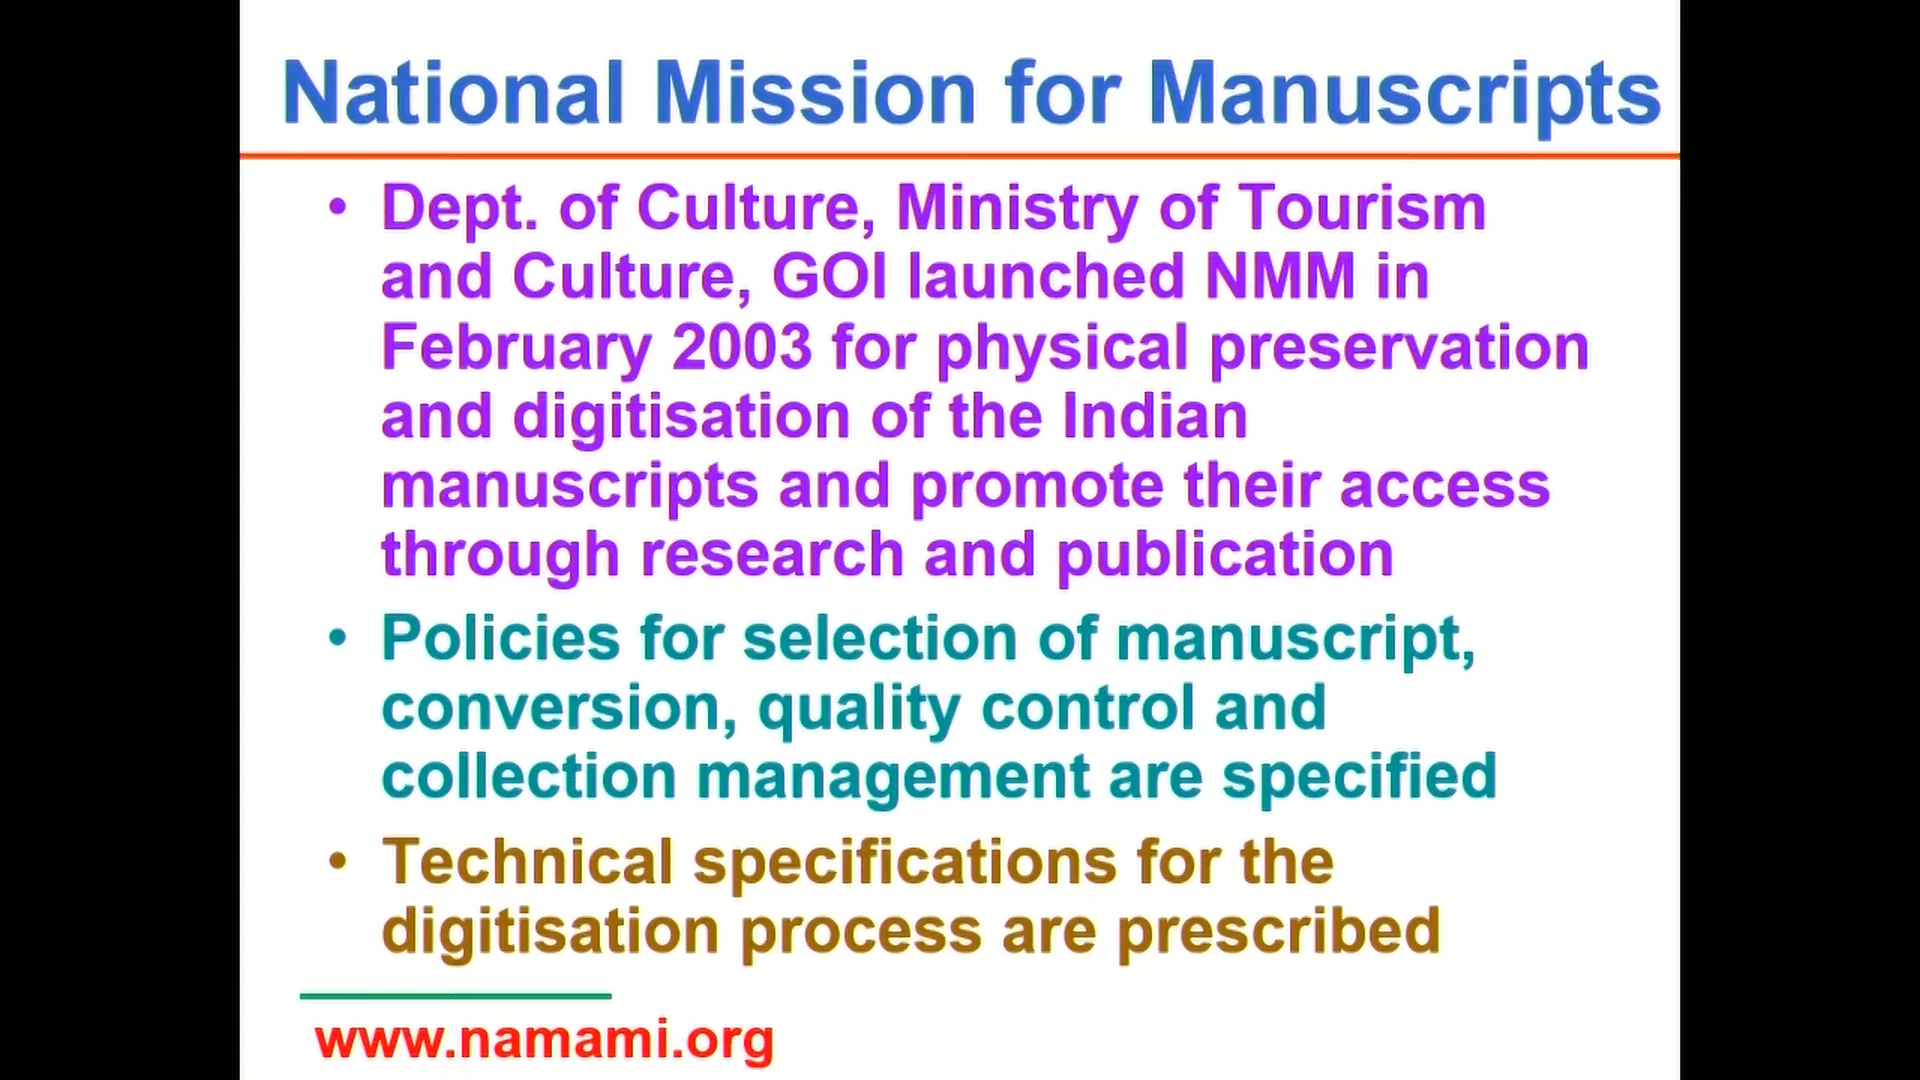 National Mission for Manuscripts
• Dept. of Culture, Ministry of Tourism
and Culture, GOI launched NMM in
February 2003 for physical preservation
and digitisation of the Indian
manuscripts and promote their access
through research and publication
• Policies for selection of manuscript,
conversion, quality control and
collection management are specified
• Technical specifications for the
digitisation process are prescribed
www.namami.org